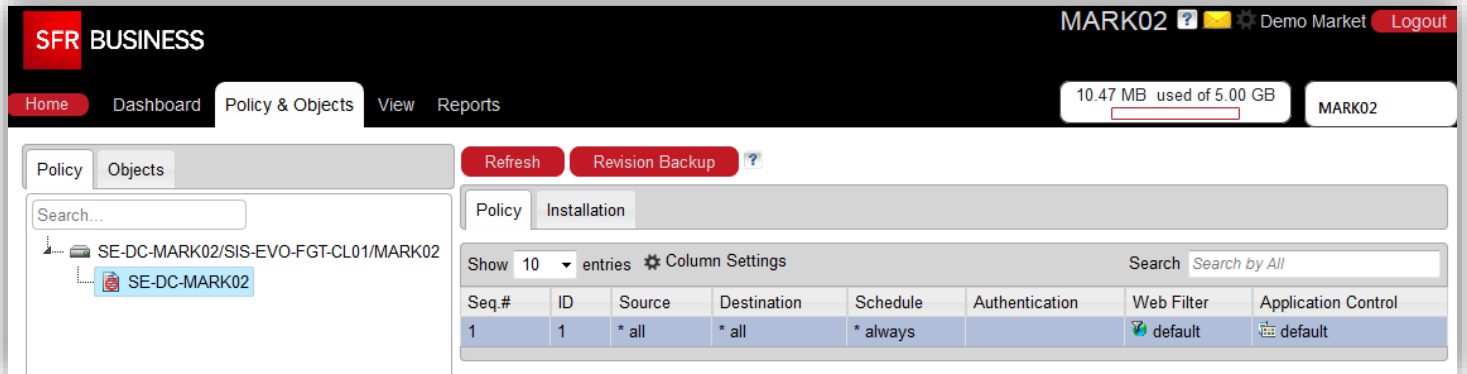 MARK02 ? Demo Market Logout
SFR BUSINESS
Home Dashboard Policy & Objects View Reports
10.47 MB used of 5.00 GB
MARK02
Policy Objects
Refresh Revision Backup ?
Search...
Policy Installation
SE-DC-MARK02/SIS-EVO-FGT-CL01/MARK02
SE-DC-MARK02
Show 10 entries Column Settings Search Search by All
Seq.# ID Source Destination Schedule Authentication Web Filter Application Control
1 1 * all * all * always default default